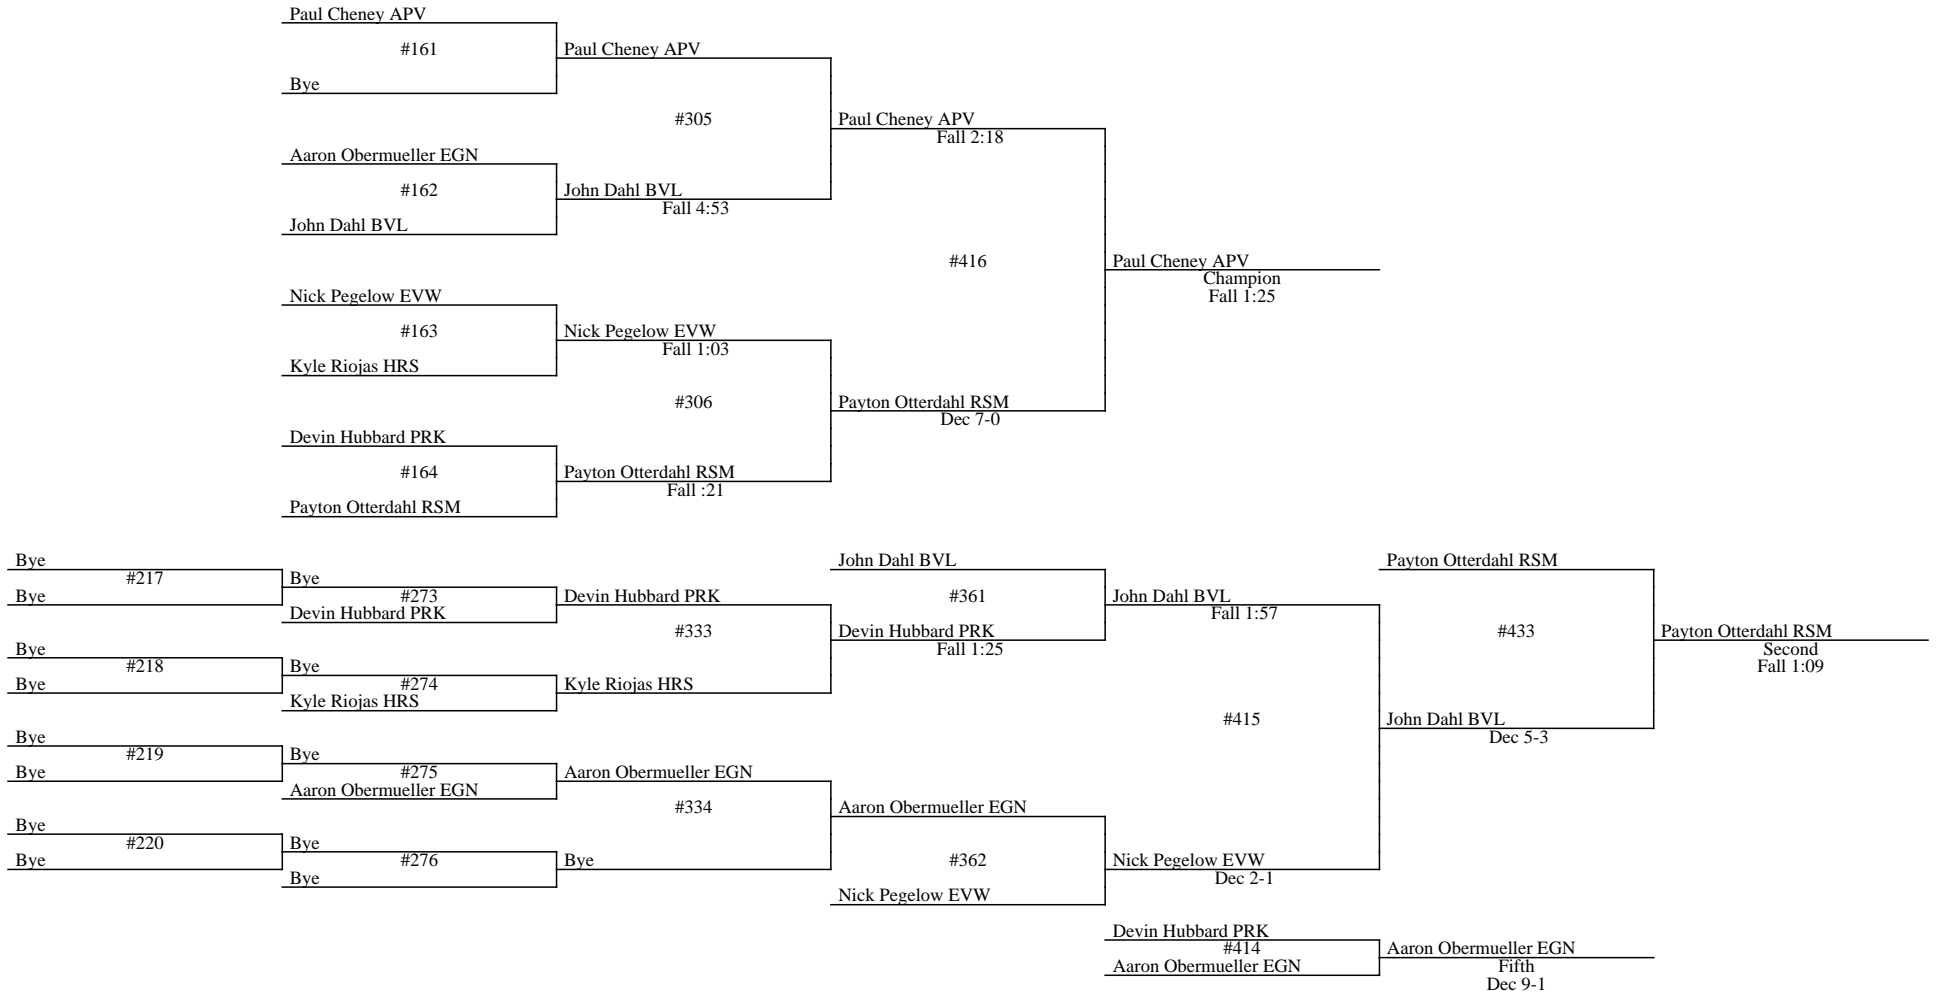 Paul Cheney APV
#161
Paul Cheney APV
Bye
#305
Paul Cheney APV
Fall 2:18
Aaron Obermueller EGN
#162
John Dahl BVL
Fall 4:53
John Dahl BVL
#416
Paul Cheney APV
Champion
Fall 1:25
Nick Pegelow EVW
#163
Nick Pegelow EVW
Fall 1:03
Kyle Riojas HRS
#306
Payton Otterdahl RSM
Dec 7-0
Devin Hubbard PRK
#164
Payton Otterdahl RSM
Fall :21
Payton Otterdahl RSM
Bye
#217
Bye
Bye
#273
Devin Hubbard PRK
Devin Hubbard PRK
#333
Devin Hubbard PRK
Fall 1:25
John Dahl BVL
#361
John Dahl BVL
Fall 1:57
Payton Otterdahl RSM
#433
Payton Otterdahl RSM
Second
Fall 1:09
Bye
#218
Bye
Bye
#274
Kyle Riojas HRS
Kyle Riojas HRS
#415
John Dahl BVL
Dec 5-3
Bye
#219
Bye
Bye
#275
Aaron Obermueller EGN
Aaron Obermueller EGN
#334
Aaron Obermueller EGN
Bye
#220
Bye
Bye
#276
Bye
Bye
#362
Nick Pegelow EVW
Dec 2-1
Nick Pegelow EVW
Devin Hubbard PRK
#414
Aaron Obermueller EGN
Aaron Obermueller EGN
Fifth
Dec 9-1